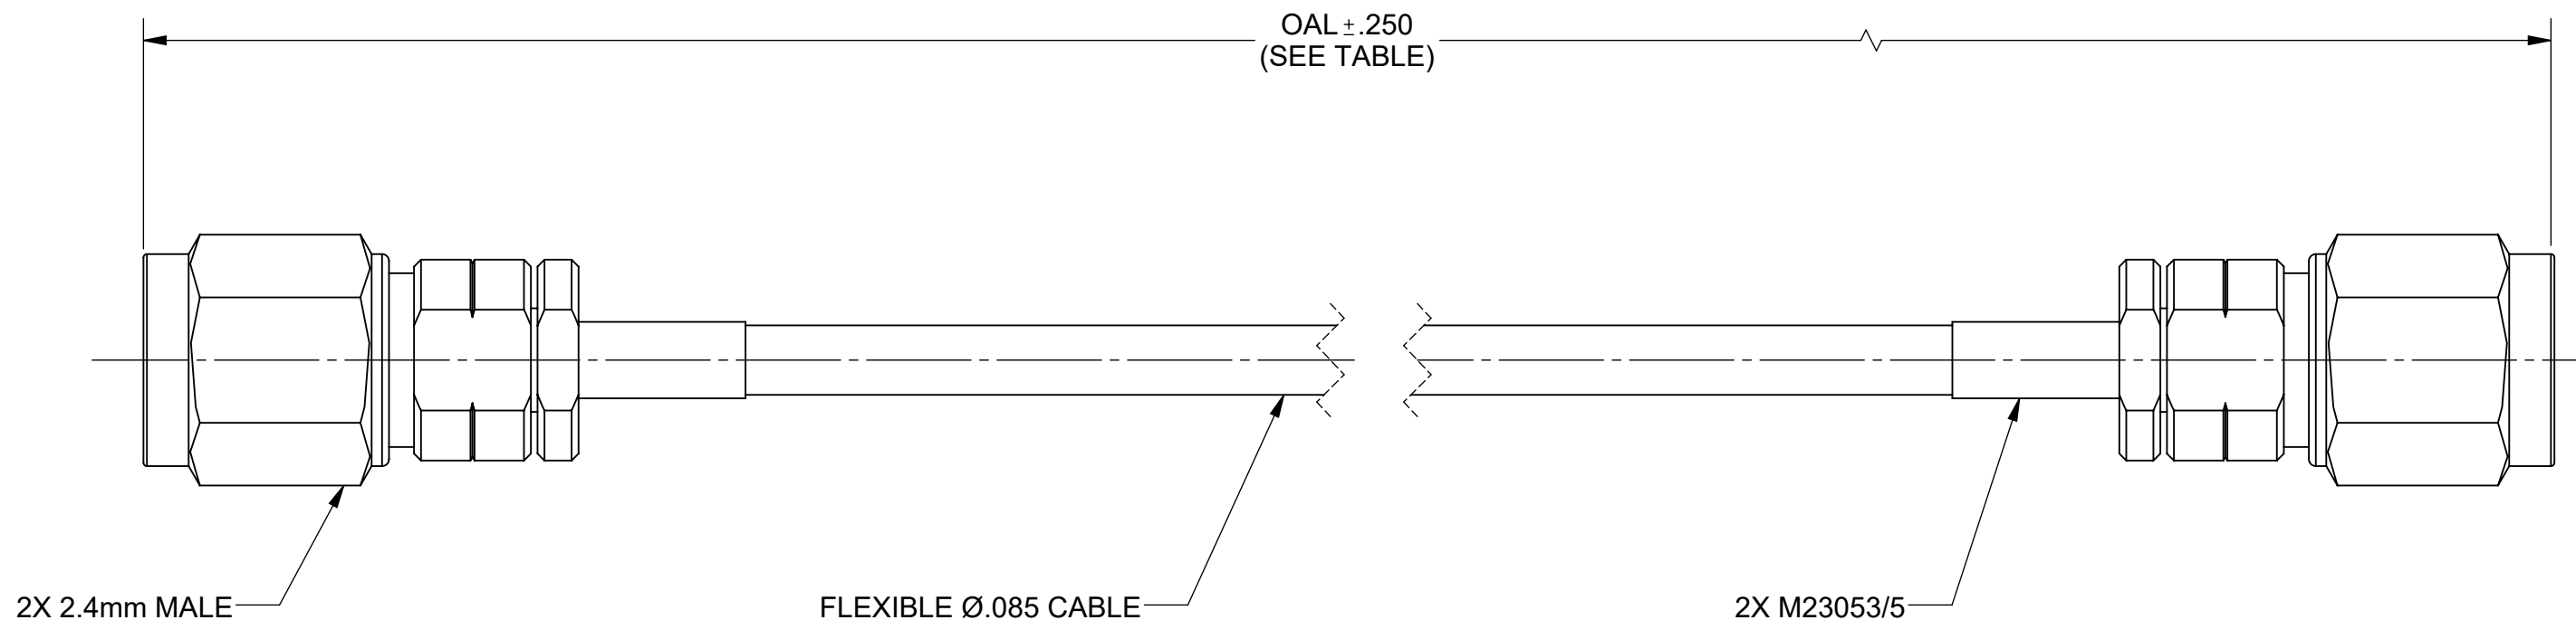 OAL ±.250
(SEE TABLE)
2X 2.4mm MALE
FLEXIBLE Ø.085 CABLE
2X M23053/5